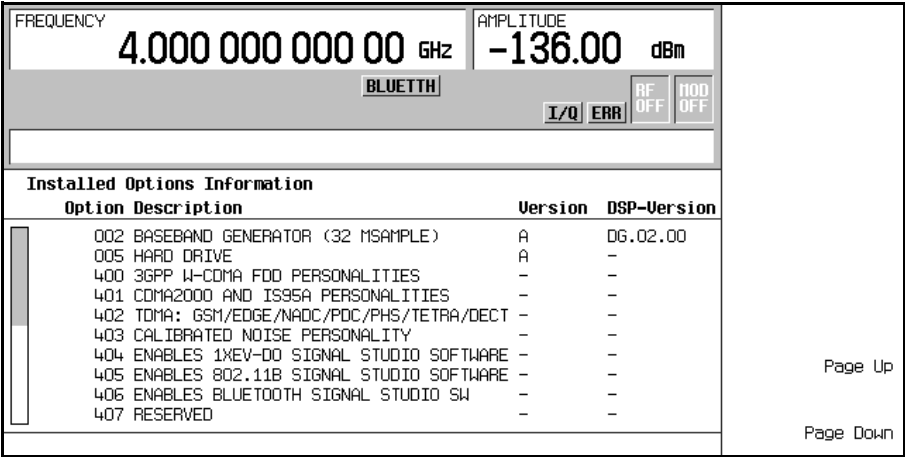 FREQUENCY
4.000 000 000 00 GHz
AMPLITUDE
-136.00 dBm
BLUETTH
I/Q ERR RF OFF MOD OFF
Installed Options Information
Option Description Version DSP-Version
002 BASEBAND GENERATOR (32 MSAMPLE) A DG.02.00
005 HARD DRIVE A -
400 3GPP W-CDMA FDD PERSONALITIES - -
401 CDMA2000 AND IS95A PERSONALITIES - -
402 TDMA: GSM/EDGE/NADC/PDC/PHS/TETRA/DECT - -
403 CALIBRATED NOISE PERSONALITY - -
404 ENABLES 1XEV-DO SIGNAL STUDIO SOFTWARE - -
405 ENABLES 802.11B SIGNAL STUDIO SOFTWARE - -
406 ENABLES BLUETOOTH SIGNAL STUDIO SW - -
407 RESERVED - -
Page Up
Page Down